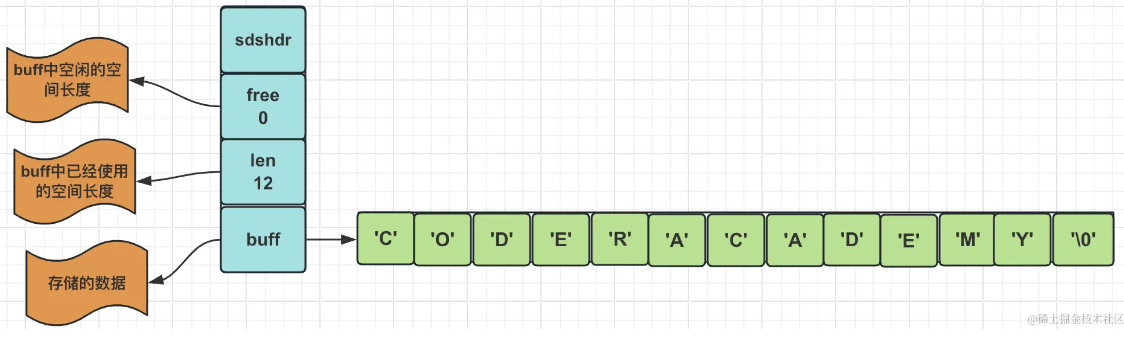 sdshdr
buff中空闲的空
间长度
free
0
buff中已经使用
的空间长度
len
12
buff
'C' 'O' 'D' 'E' 'R' 'A' 'C' 'A' 'D' 'E' 'M' 'Y' '\0'
存储的数据
@稀土掘金技术社区